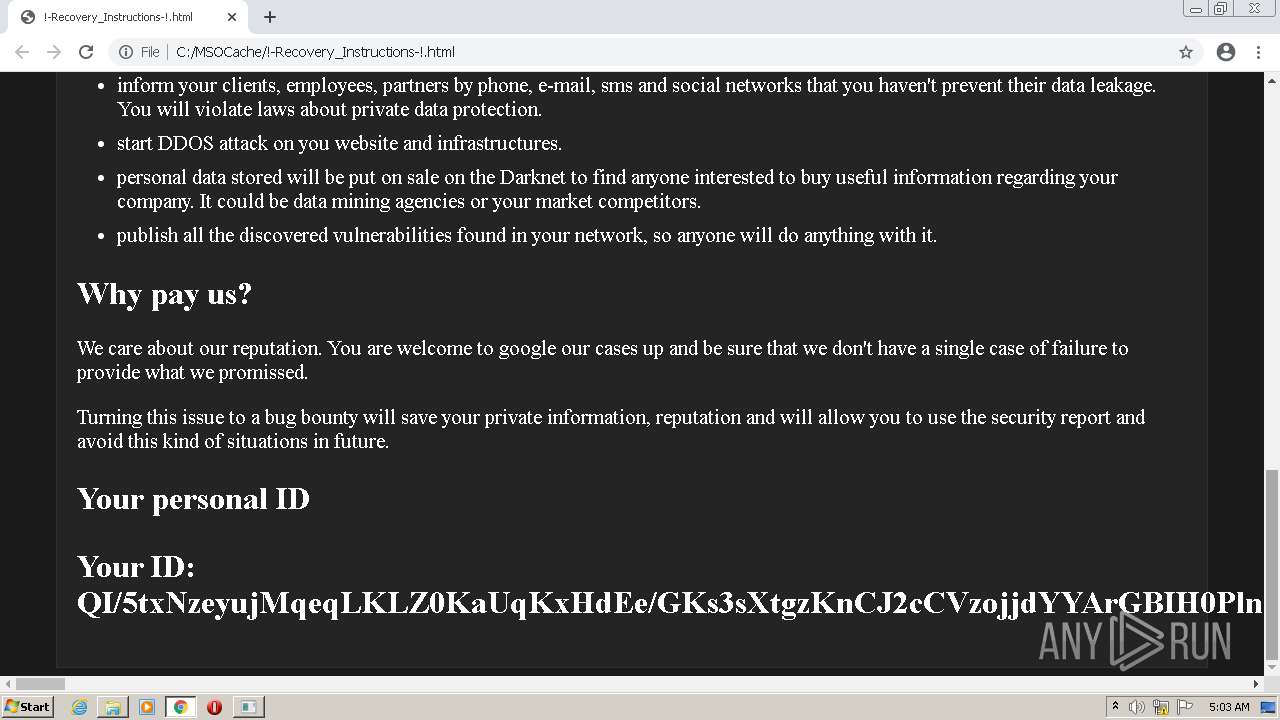 !-Recovery_Instructions-!.html
File
C:/MSOCache/!-Recovery_Instructions-!.html
inform your clients, employees, partners by phone, e-mail, sms and social networks that you haven't prevent their data leakage.
You will violate laws about private data protection.
start DDOS attack on you website and infrastructures.
personal data stored will be put on sale on the Darknet to find anyone interested to buy useful information regarding your
company. It could be data mining agencies or your market competitors.
publish all the discovered vulnerabilities found in your network, so anyone will do anything with it.
Why pay us?
We care about our reputation. You are welcome to google our cases up and be sure that we don't have a single case of failure to
provide what we promissed.
Turning this issue to a bug bounty will save your private information, reputation and will allow you to use the security report and
avoid this kind of situations in future.
Your personal ID
Your ID:
QI/5txNzeyujMqeqLKLZ0KaUqKxHdEe/GKs3sXtgzKnCJ2cCVzojjdYYArGBIH0Pln
ANY RUN
Start
5:03 AM